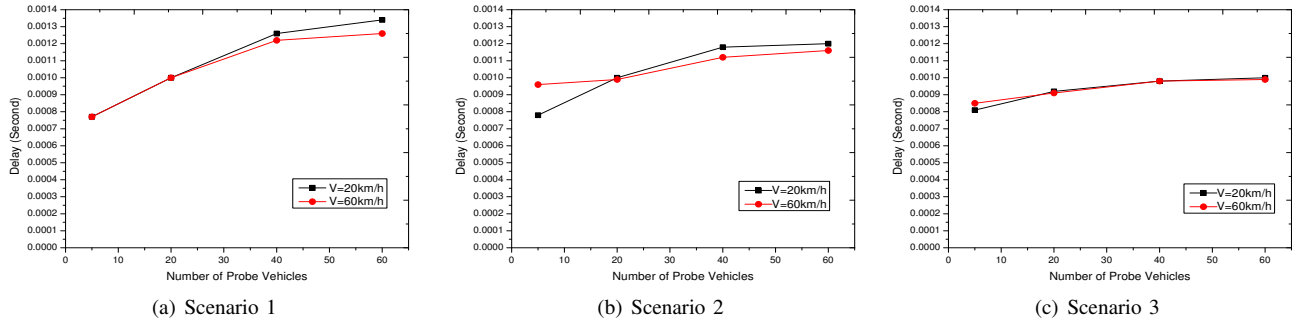 0.0014
0.0013
0.0012
0.0011
0.0010
0.0009
0.0008
0.0007
0.0006
0.0005
0.0004
0.0003
0.0002
0.0001
0.0000
Delay (Second)
V=20km/h
V=60km/h
0 10 20 30 40 50 60
Number of Probe Vehicles
(a) Scenario 1
0.0014
0.0013
0.0012
0.0011
0.0010
0.0009
0.0008
0.0007
0.0006
0.0005
0.0004
0.0003
0.0002
0.0001
0.0000
Delay (Second)
V=20km/h
V=60km/h
0 10 20 30 40 50 60
Number of Probe Vehicles
(b) Scenario 2
0.0014
0.0013
0.0012
0.0011
0.0010
0.0009
0.0008
0.0007
0.0006
0.0005
0.0004
0.0003
0.0002
0.0001
0.0000
Delay (Second)
V=20km/h
V=60km/h
0 10 20 30 40 50 60
Number of Probe Vehicles
(c) Scenario 3